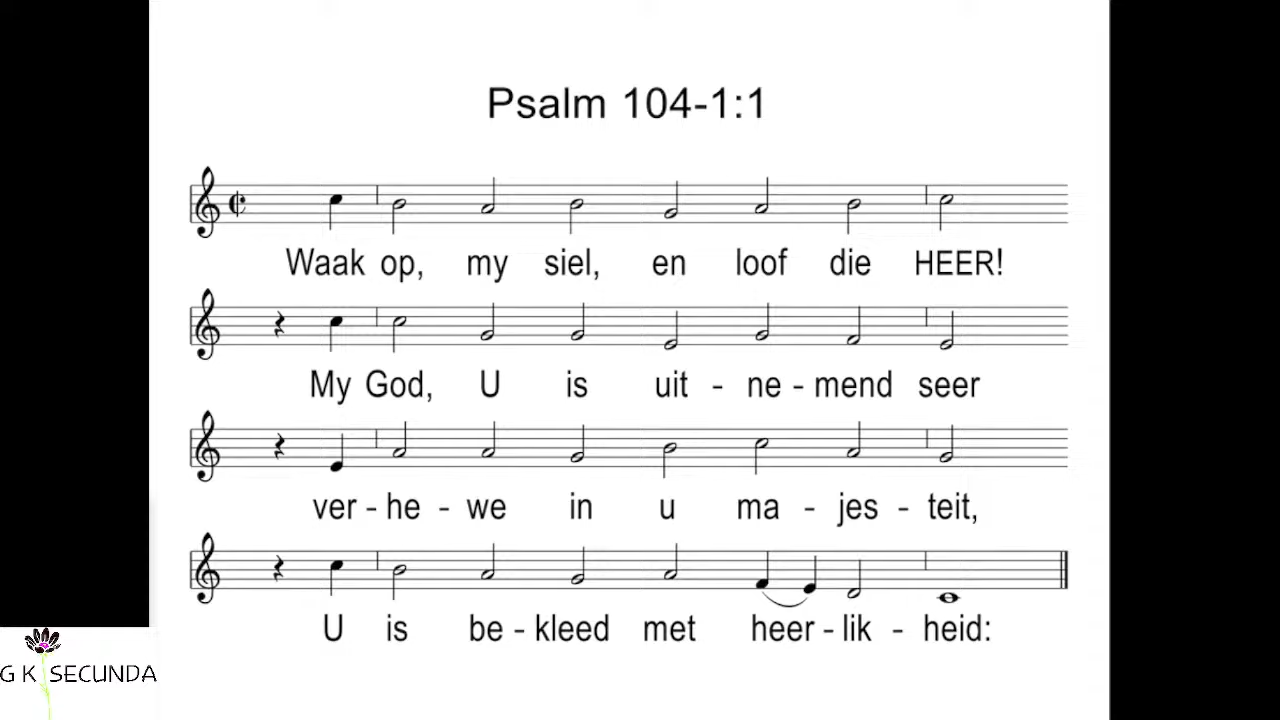 Psalm 104-1:1
Waak op, my siel, en loof die HEER!
My God, U is uit - ne - mend seer
ver - he - we in u ma - jes - teit,
U is be - kleed met heer - lik - heid:
G K SECUNDA